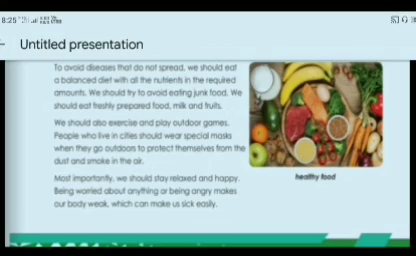 8:25
Untitled presentation
To avoid diseases that do not spread, we should eat
a balanced diet with all the nutrients in the required
amounts. We should try to avoid eating junk food. We
should eat freshly prepared food, milk and fruits.
We should also exercise and play outdoor games.
People who live in cities should wear special masks
when they go outdoors to protect themselves from the
dust and smoke in the air.
Most importantly, we should stay relaxed and happy.
Being worried about anything or being angry makes
our body weak, which can make us sick easily.
healthy food